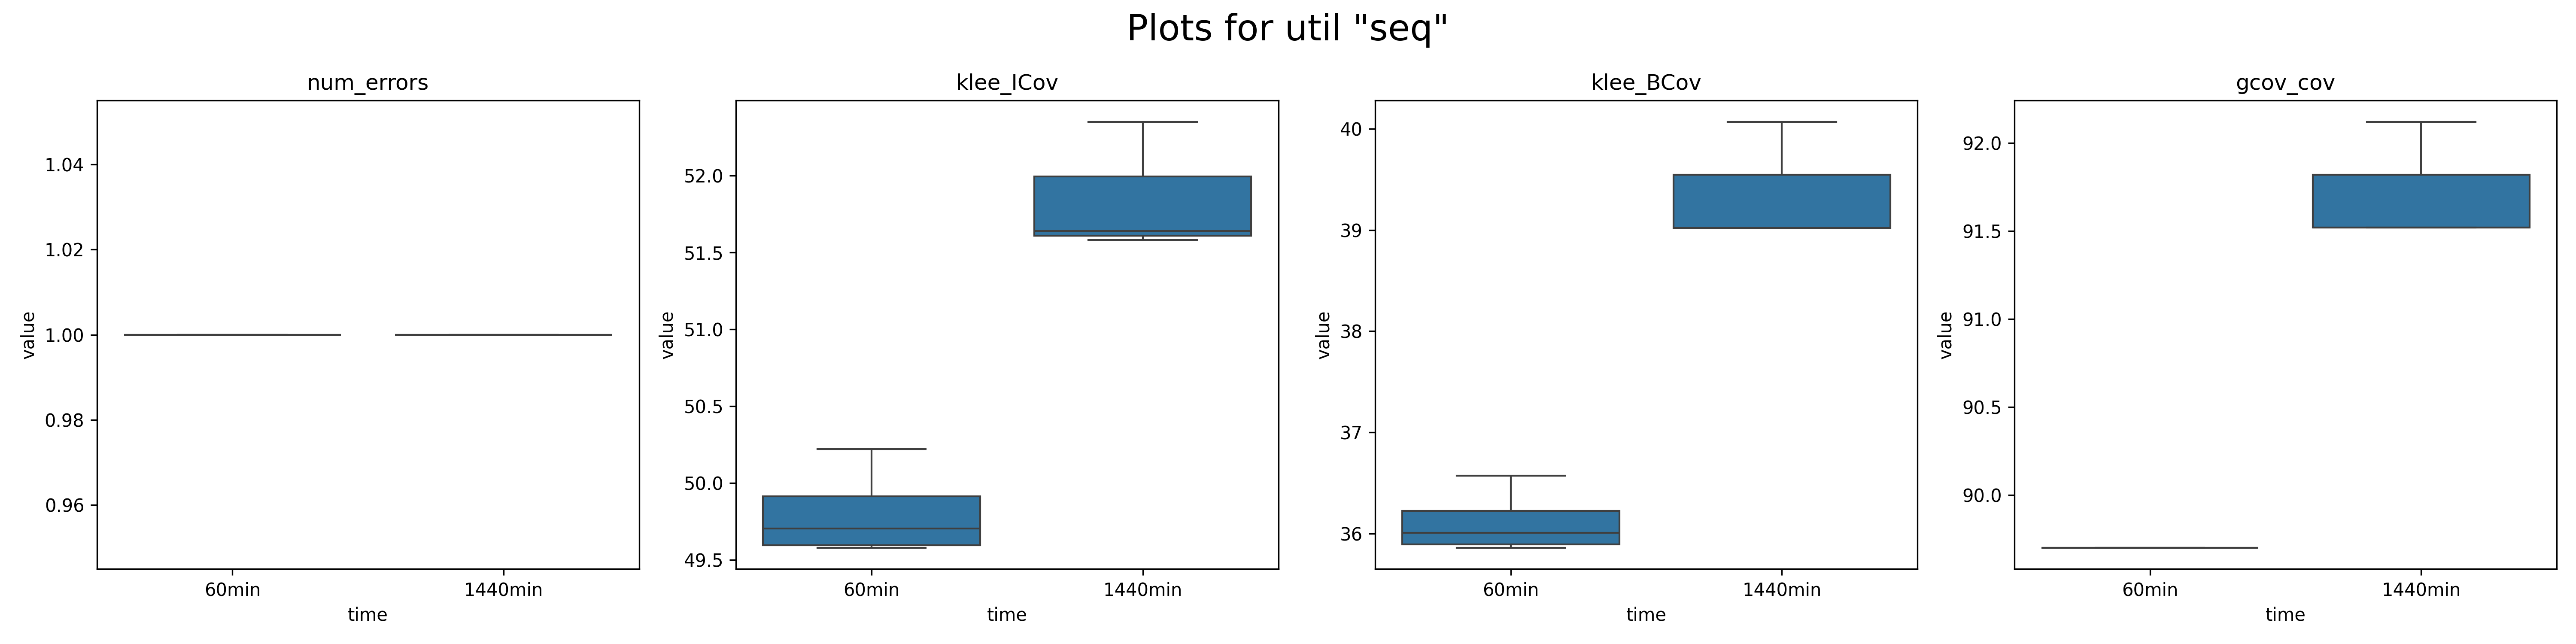 Plots for util "seq"
num_errors
value
1.04
1.02
1.00
0.98
0.96
60min
1440min
time
klee_ICov
value
52.0
51.5
51.0
50.5
50.0
49.5
60min
1440min
time
klee_BCov
value
40
39
38
37
36
60min
1440min
time
gcov_cov
value
92.0
91.5
91.0
90.5
90.0
60min
1440min
time